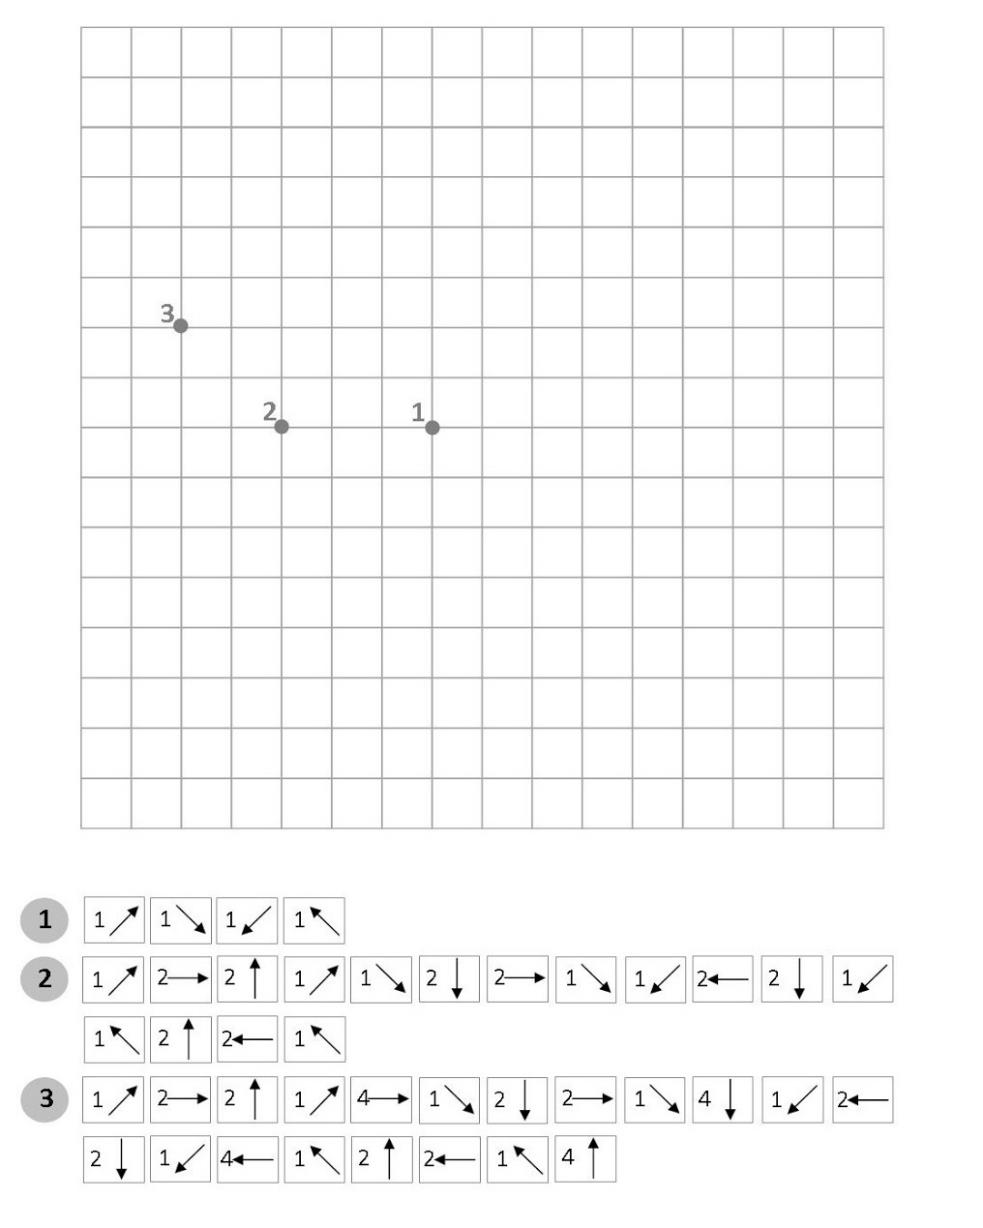 3
2 1
1 1↗ 1↘ 1↙ 1↖
2 1↗ 2→ 2↑ 1↗ 1↘ 2↓ 2→ 1↘ 1↙ 2← 2↓ 1↙
1↖ 2↑ 2← 1↖
3 1↗ 2→ 2↑ 1↗ 4→ 1↘ 2↓ 2→ 1↘ 4↓ 1↙ 2←
2↓ 1↙ 4← 1↖ 2↑ 2← 1↖ 4↑